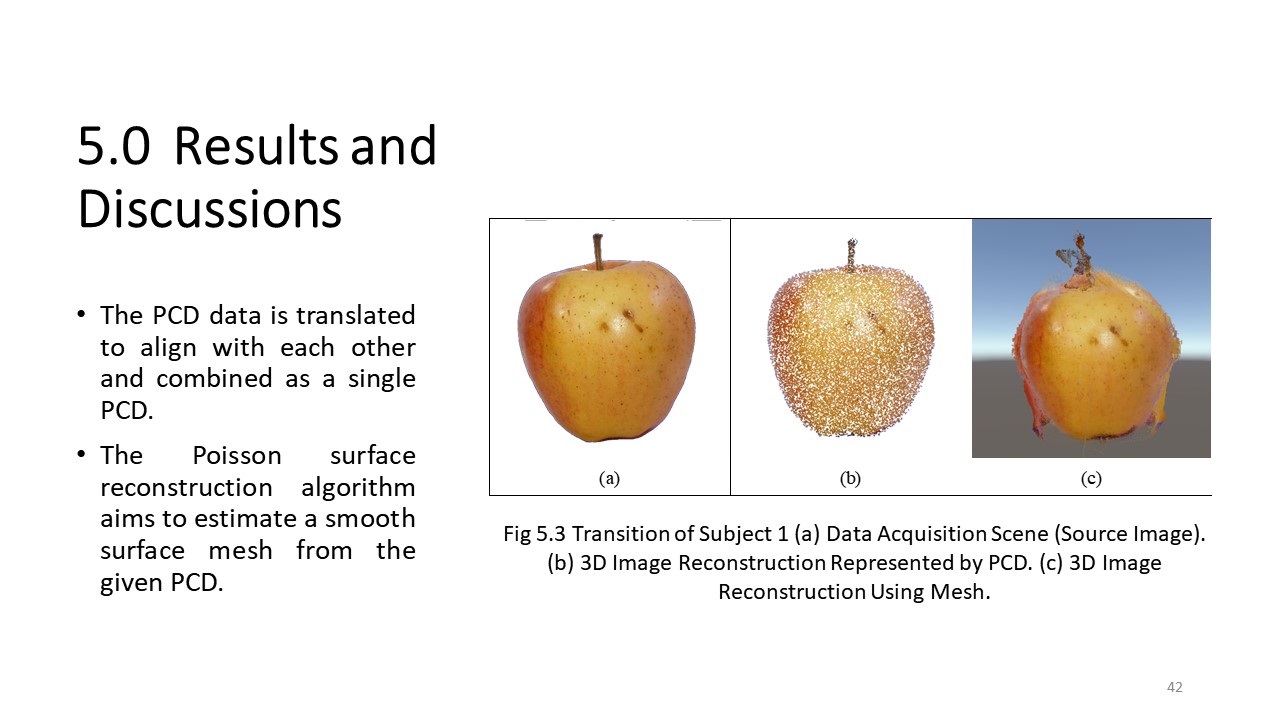 5.0 Results and
Discussions
• The PCD data is translated
to align with each other
and combined as a single
PCD.
• The Poisson surface
reconstruction algorithm
aims to estimate a smooth
surface mesh from the
given PCD.
(a)
(b)
(c)
Fig 5.3 Transition of Subject 1 (a) Data Acquisition Scene (Source Image).
(b) 3D Image Reconstruction Represented by PCD. (c) 3D Image
Reconstruction Using Mesh.
42